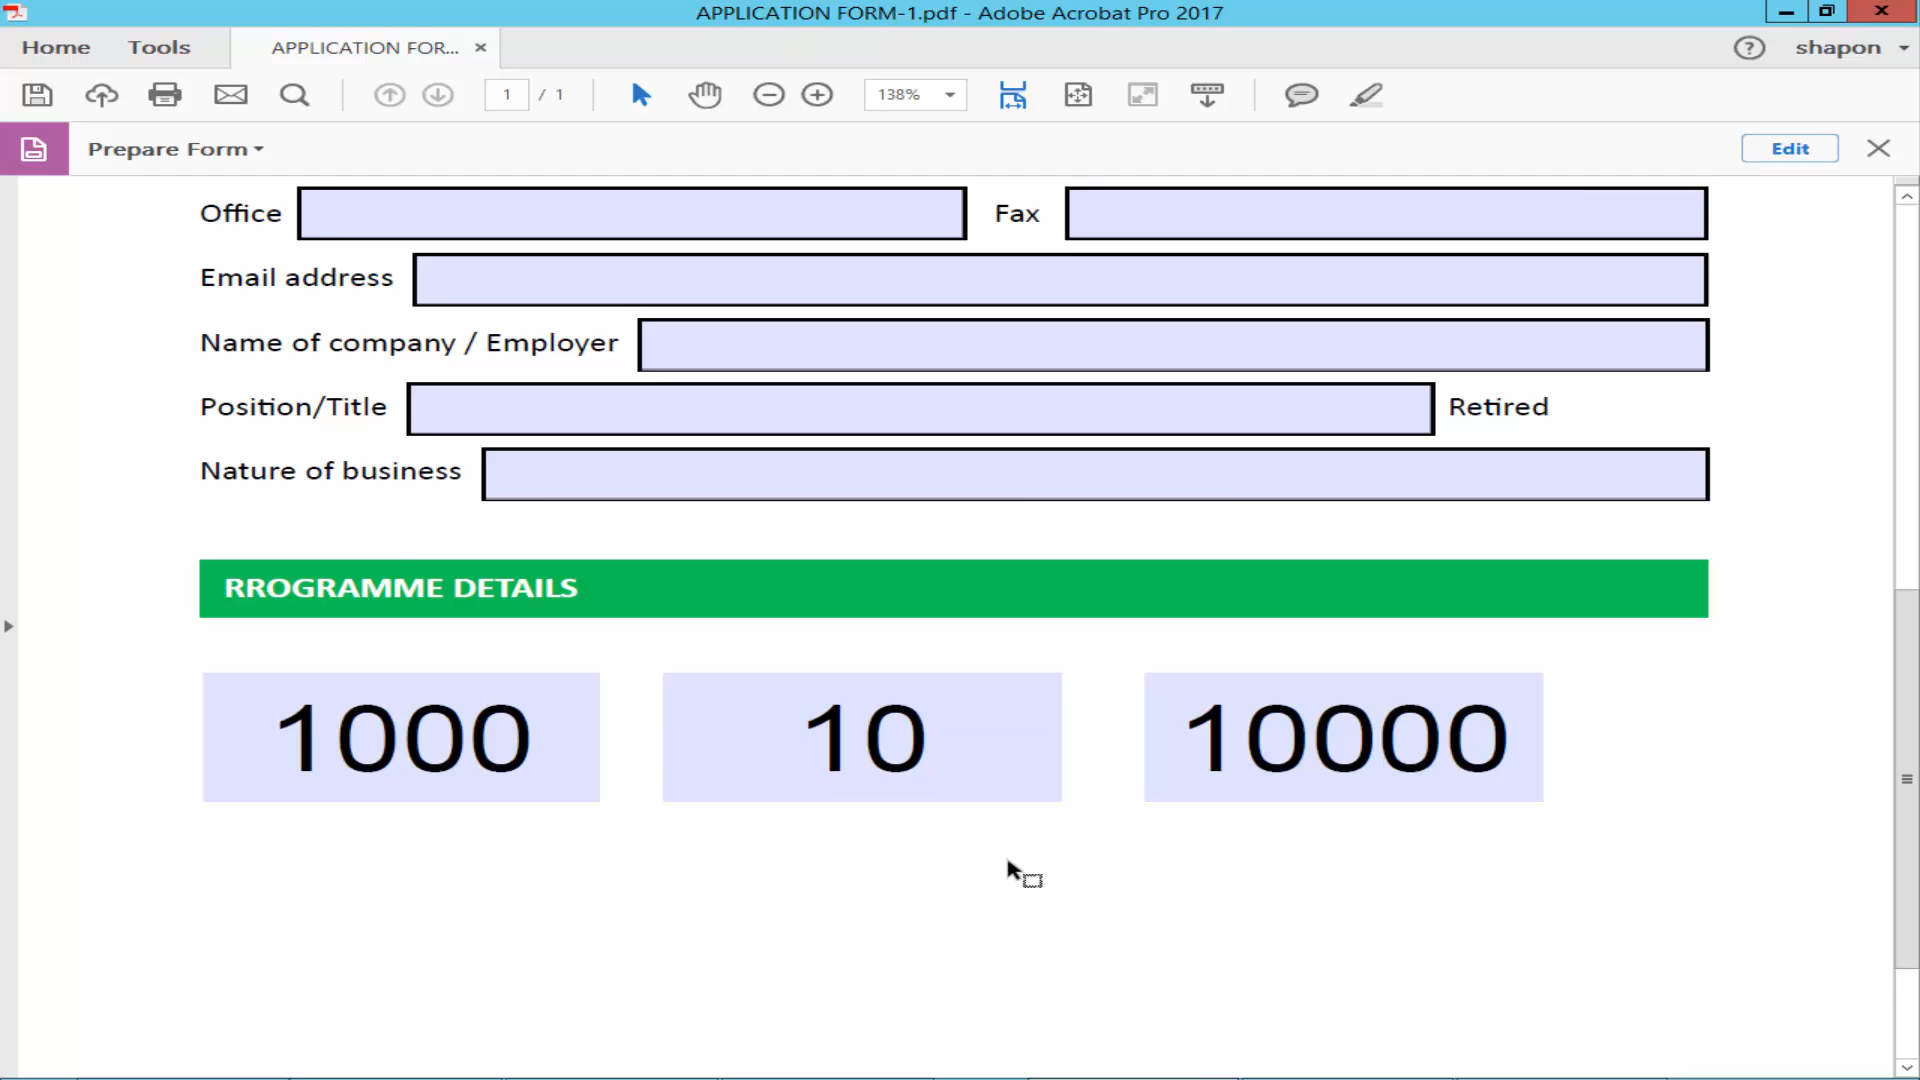 APPLICATION FORM-1.pdf - Adobe Acrobat Pro 2017
Home Tools APPLICATION FOR... × ? shapon
1 / 1 138%
Prepare Form Edit
Office Fax
Email address
Name of company / Employer
Position/Title Retired
Nature of business
RROGRAMME DETAILS
1000 10 10000